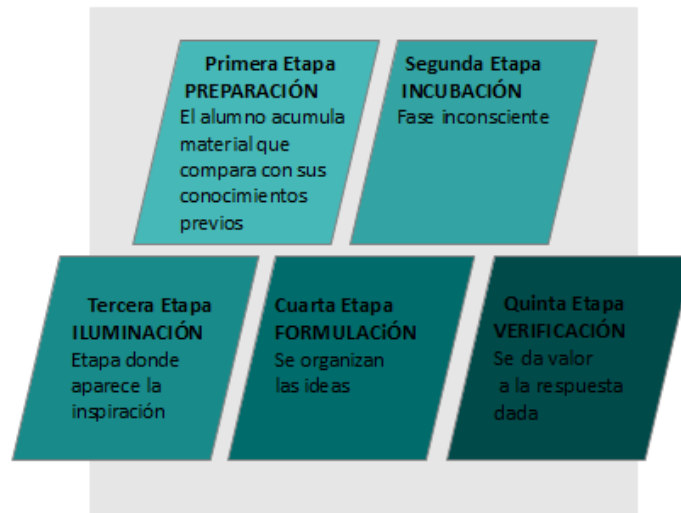 Primera Etapa
PREPARACIÓN
El alumno acumula
material que
compara con sus
conocimientos
previos
Segunda Etapa
INCUBACIÓN
Fase inconsciente
Tercera Etapa
ILUMINACIÓN
Etapa donde
aparece la
inspiración
Cuarta Etapa
FORMULACiÓN
Se organizan
las ideas
Quinta Etapa
VERIFICACIÓN
Se da valor
a la respuesta
dada